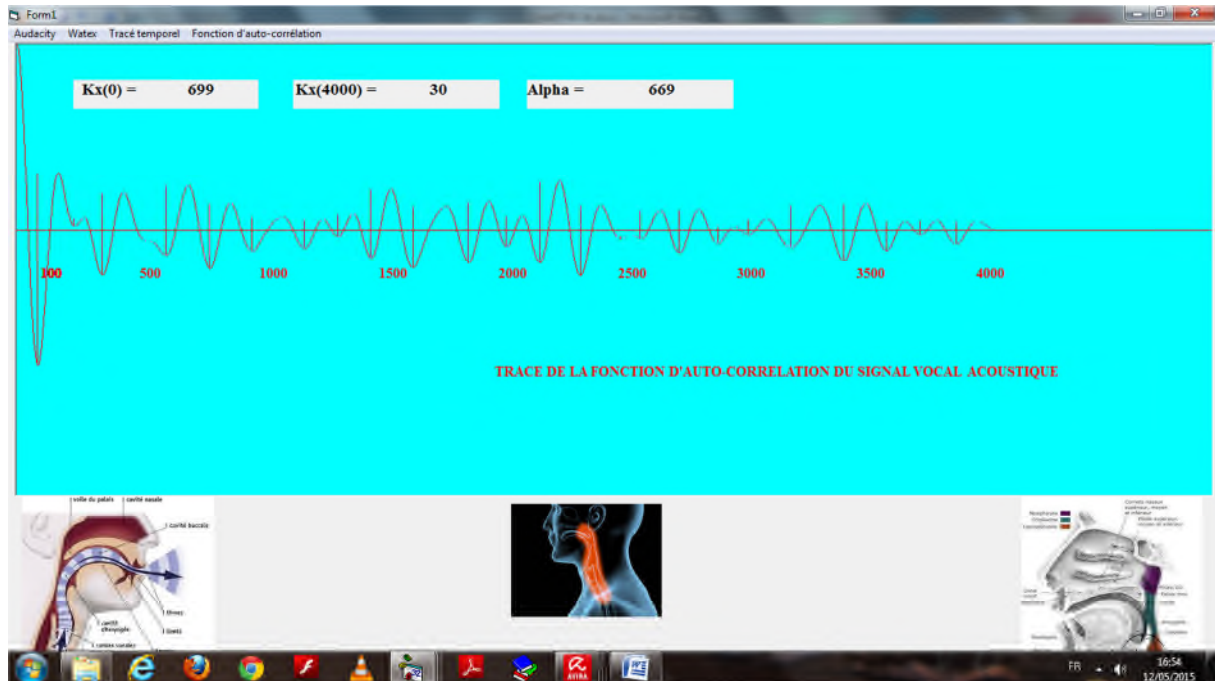 Form1
Audacity Watex Tracé temporel Fonction d'auto-corrélation
Kx(0) = 699 Kx(4000) = 30 Alpha = 669
100 500 1000 1500 2000 2500 3000 3500 4000
TRACE DE LA FONCTION D'AUTO-CORRELATION DU SIGNAL VOCAL ACOUSTIQUE
voile du palais cavité nasale
cavité buccale
cavité
AVIRA
FR 16:54
12/05/2015